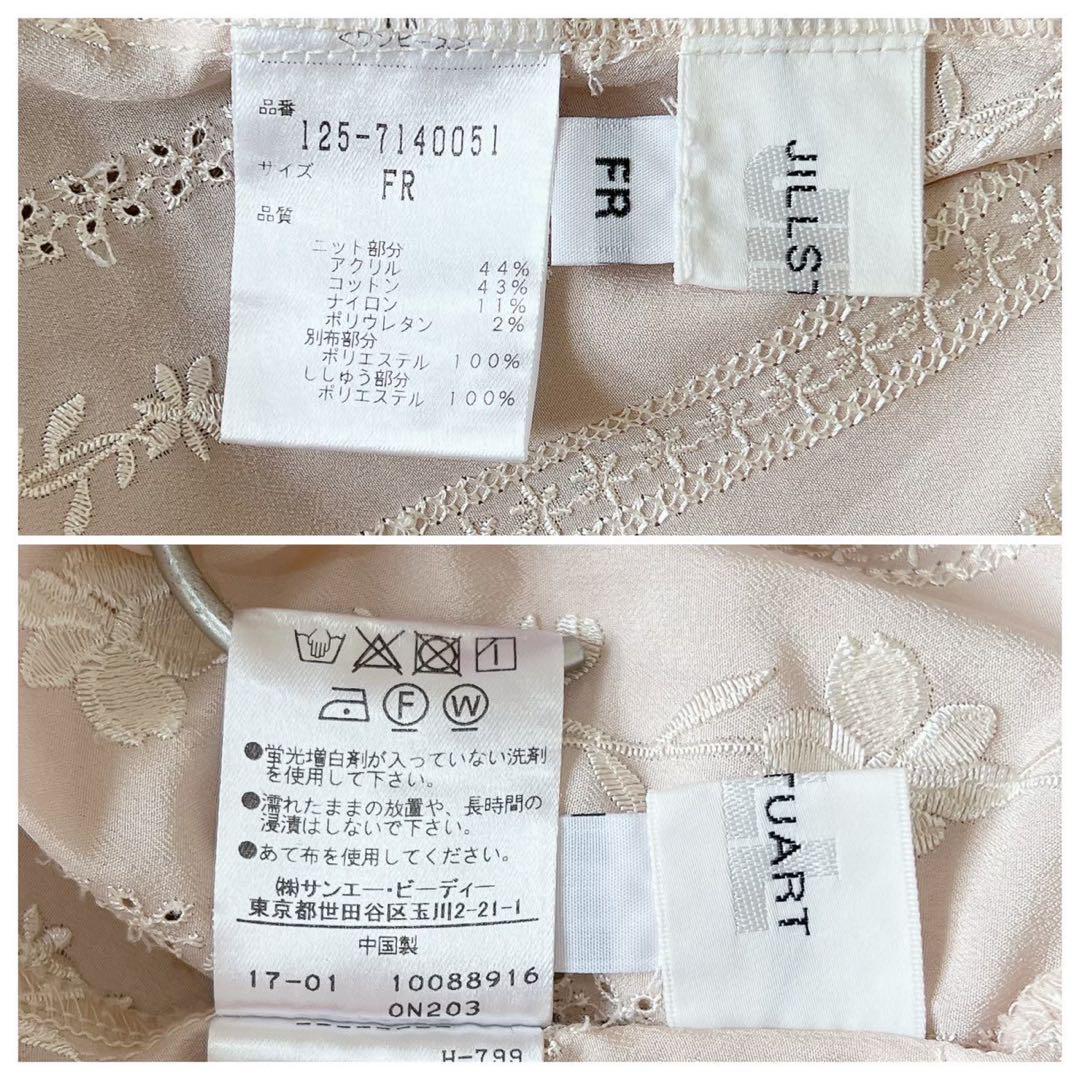 FR
<ワンピース>
品番
125-7140051
サイズ
FR
品質
ニット部分
アクリル 44%
コットン 43%
ナイロン 11%
ポリウレタン 2%
別布部分
ポリエステル 100%
ししゅう部分
ポリエステル 100%
FR
JILLST
F
W
●蛍光増白剤が入っていない洗剤
を使用して下さい。
●濡れたままの放置や、長時間の
浸漬はしないで下さい。
●あて布を使用してください。
㈱サンエー・ビーディー
東京都世田谷区玉川2-21-1
中国製
17-01 10088916
0N203
H-799
TUART